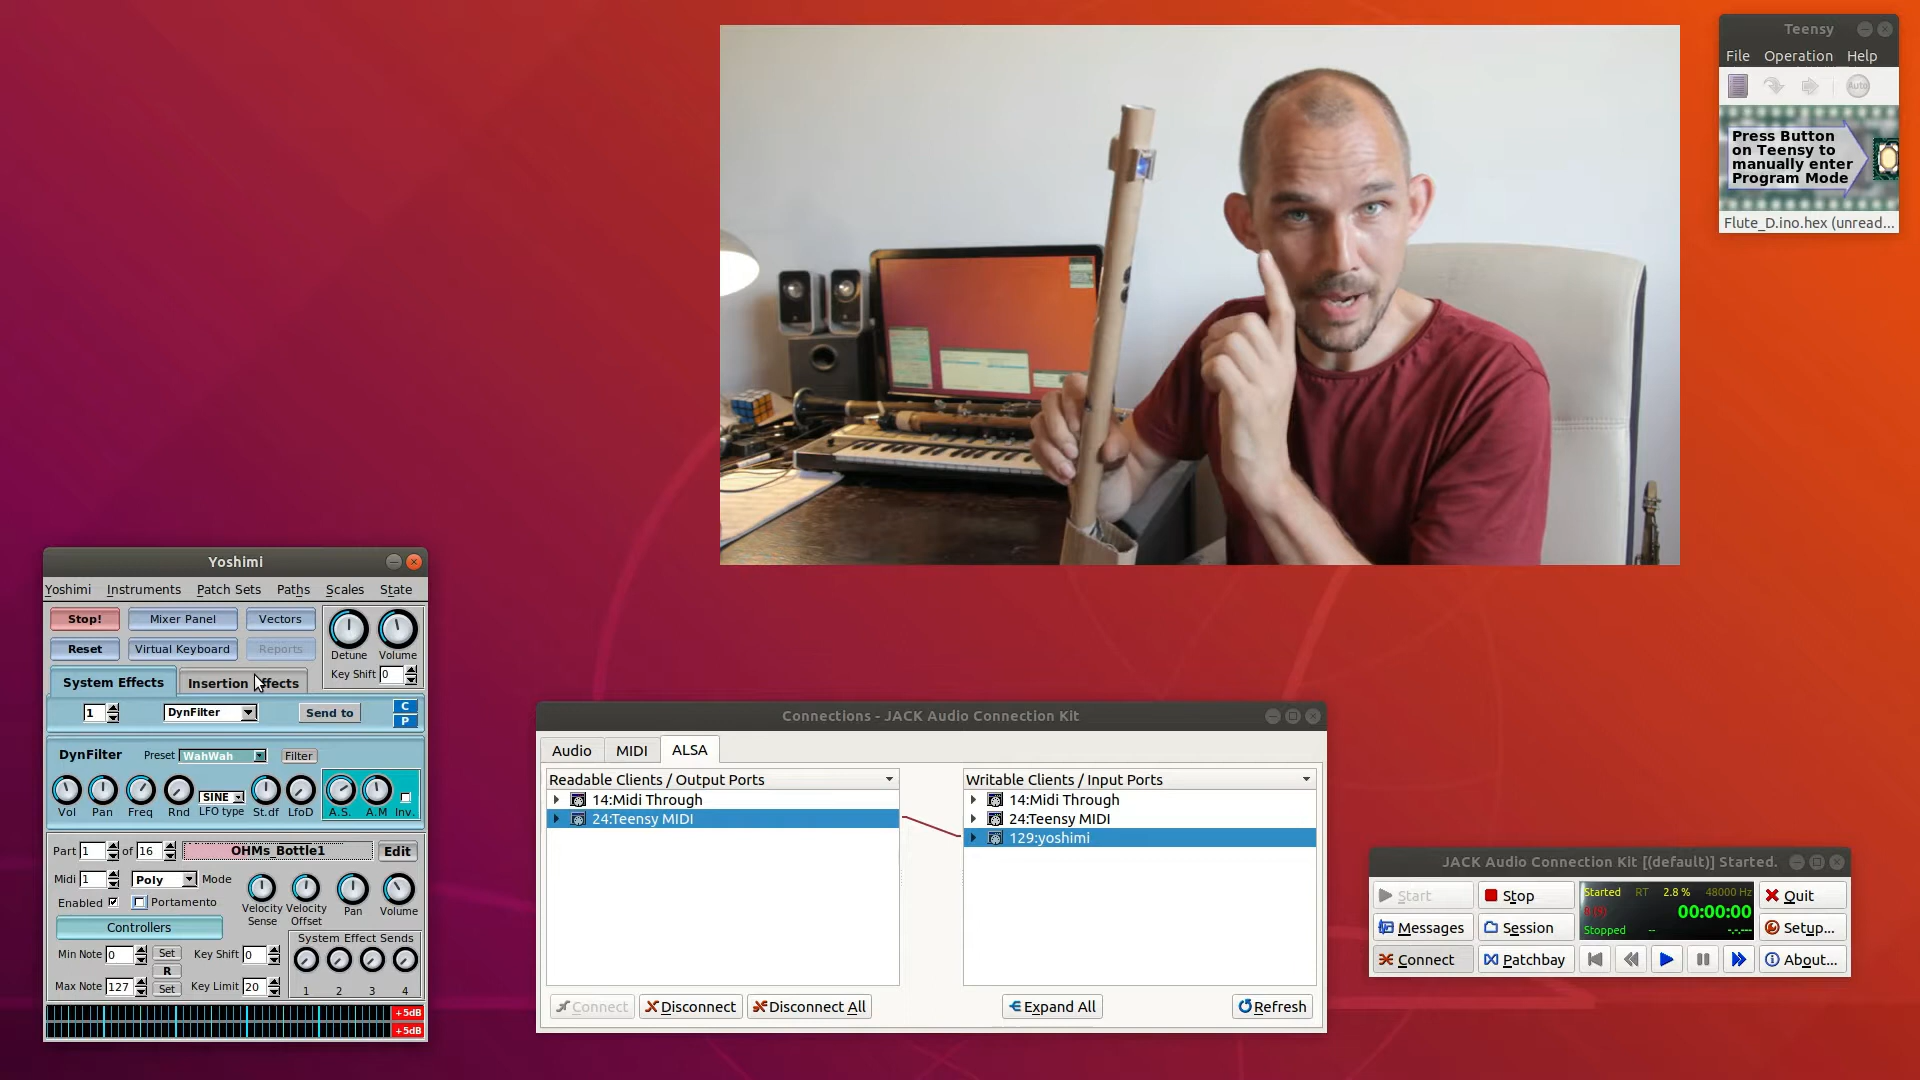 Teensy
File Operation Help
Auto
Press Button
on Teensy to
manually enter
Program Mode
Flute_D.ino.hex (unread...
Yoshimi
Yoshimi Instruments Patch Sets Paths Scales State
Stop! Mixer Panel Vectors
Reset Virtual Keyboard Reports
Detune Volume
Key Shift 0
System Effects Insertion Effects
1 DynFilter Send to C
P
DynFilter Preset WahWah Filter
SINE
Vol Pan Freq Rnd LFO type St.df LfoD A.S. A.M Inv.
Part 1 of 16 OHMs_Bottle1 Edit
Midi 1 Poly Mode
Enabled Portamento
Velocity Sense Velocity Offset Pan Volume
Controllers
System Effect Sends
Min Note 0 Set Key Shift 0
R
Max Note 127 Set Key Limit 20
1 2 3 4
+5dB
+5dB
Connections - JACK Audio Connection Kit
Audio MIDI ALSA
Readable Clients / Output Ports
14:Midi Through
24:Teensy MIDI
Writable Clients / Input Ports
14:Midi Through
24:Teensy MIDI
129:yoshimi
Connect Disconnect Disconnect All Expand All Refresh
JACK Audio Connection Kit [(default)] Started.
Start Stop Started RT 2.8 % 48000 Hz Quit
00:00:00
Messages Session Stopped -- -.-.--- Setup...
Connect Patchbay About...